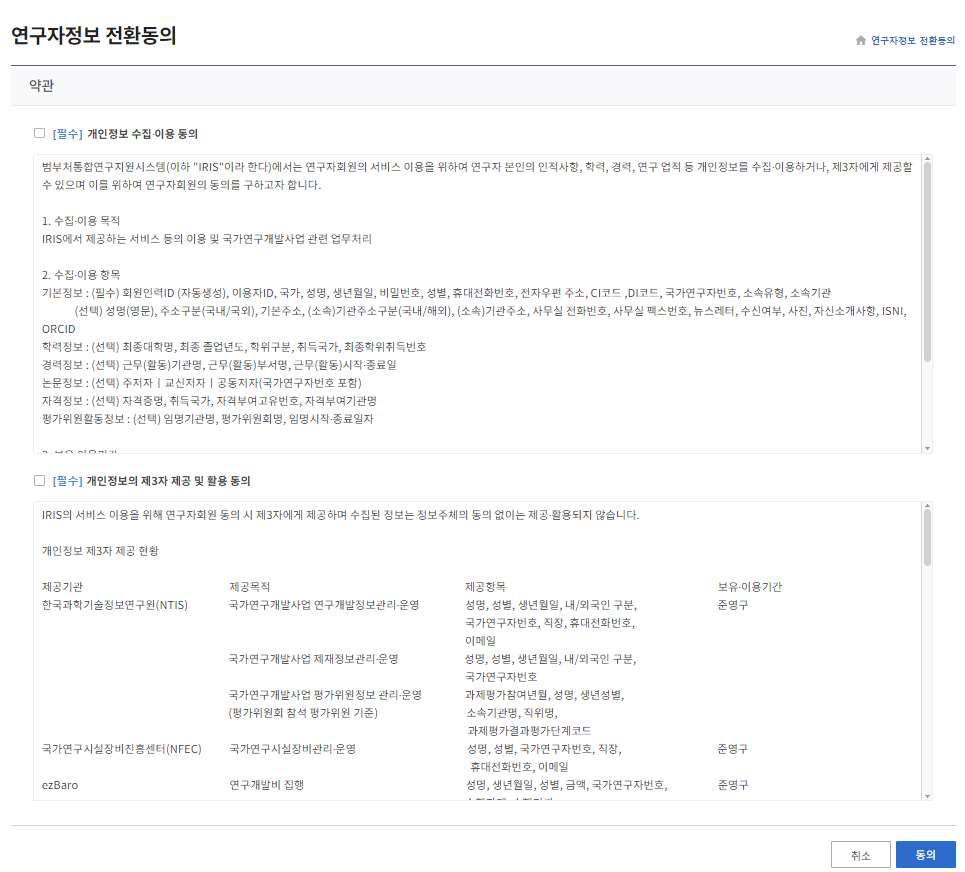 연구자정보 전환동의
연구자정보 전환동의
약관
[필수] 개인정보 수집·이용 동의
범부처통합연구지원시스템(이하 "IRIS"이라 한다)에서는 연구자회원의 서비스 이용을 위하여 연구자 본인의 인적사항, 학력, 경력, 연구 업적 등 개인정보를 수집·이용하거나, 제3자에게 제공할
수 있으며 이를 위하여 연구자회원의 동의를 구하고자 합니다.
1. 수집·이용 목적
IRIS에서 제공하는 서비스 등의 이용 및 국가연구개발사업 관련 업무처리
2. 수집·이용 항목
기본정보 : (필수) 회원인력ID (자동생성), 이용자ID, 국가, 성명, 생년월일, 비밀번호, 성별, 휴대전화번호, 전자우편 주소, CI코드 ,DI코드, 국가연구자번호, 소속유형, 소속기관
(선택) 성명(영문), 주소구분(국내/국외), 기본주소, (소속)기관주소구분(국내/해외), (소속)기관주소, 사무실 전화번호, 사무실 팩스번호, 뉴스레터, 수신여부, 사진, 자신소개사항, ISNI,
ORCID
학력정보 : (선택) 최종대학명, 최종 졸업년도, 학위구분, 취득국가, 최종학위취득번호
경력정보 : (선택) 근무(활동)기관명, 근무(활동)부서명, 근무(활동)시작·종료일
논문정보 : (선택) 주저자 | 교신저자 | 공동저자(국가연구자번호 포함)
자격정보 : (선택) 자격증명, 취득국가, 자격부여고유번호, 자격부여기관명
평가위원활동정보 : (선택) 임명기관명, 평가위원회명, 임명시작·종료일자
[필수] 개인정보의 제3자 제공 및 활용 동의
IRIS의 서비스 이용을 위해 연구자회원 동의 시 제3자에게 제공하며 수집된 정보는 정보주체의 동의 없이는 제공·활용되지 않습니다.
개인정보 제3자 제공 현황
제공기관 제공목적 제공항목 보유·이용기간
한국과학기술정보연구원(NTIS) 국가연구개발사업 연구개발정보관리·운영 성명, 성별, 생년월일, 내/외국인 구분, 준영구
국가연구자번호, 직장, 휴대전화번호,
이메일
국가연구개발사업 제재정보관리·운영 성명, 성별, 생년월일, 내/외국인 구분,
국가연구자번호
국가연구개발사업 평가위원정보 관리·운영 과제평가참여년월, 성명, 생년성별,
(평가위원회 참석 평가위원 기준) 소속기관명, 직위명,
과제평가결과평가단계코드
국가연구시설장비진흥센터(NFEC) 국가연구시설장비관리·운영 성명, 성별, 국가연구자번호, 직장, 준영구
휴대전화번호, 이메일
ezBaro 연구개발비 집행 성명, 생년월일, 성별, 금액, 국가연구자번호, 준영구
취소 동의